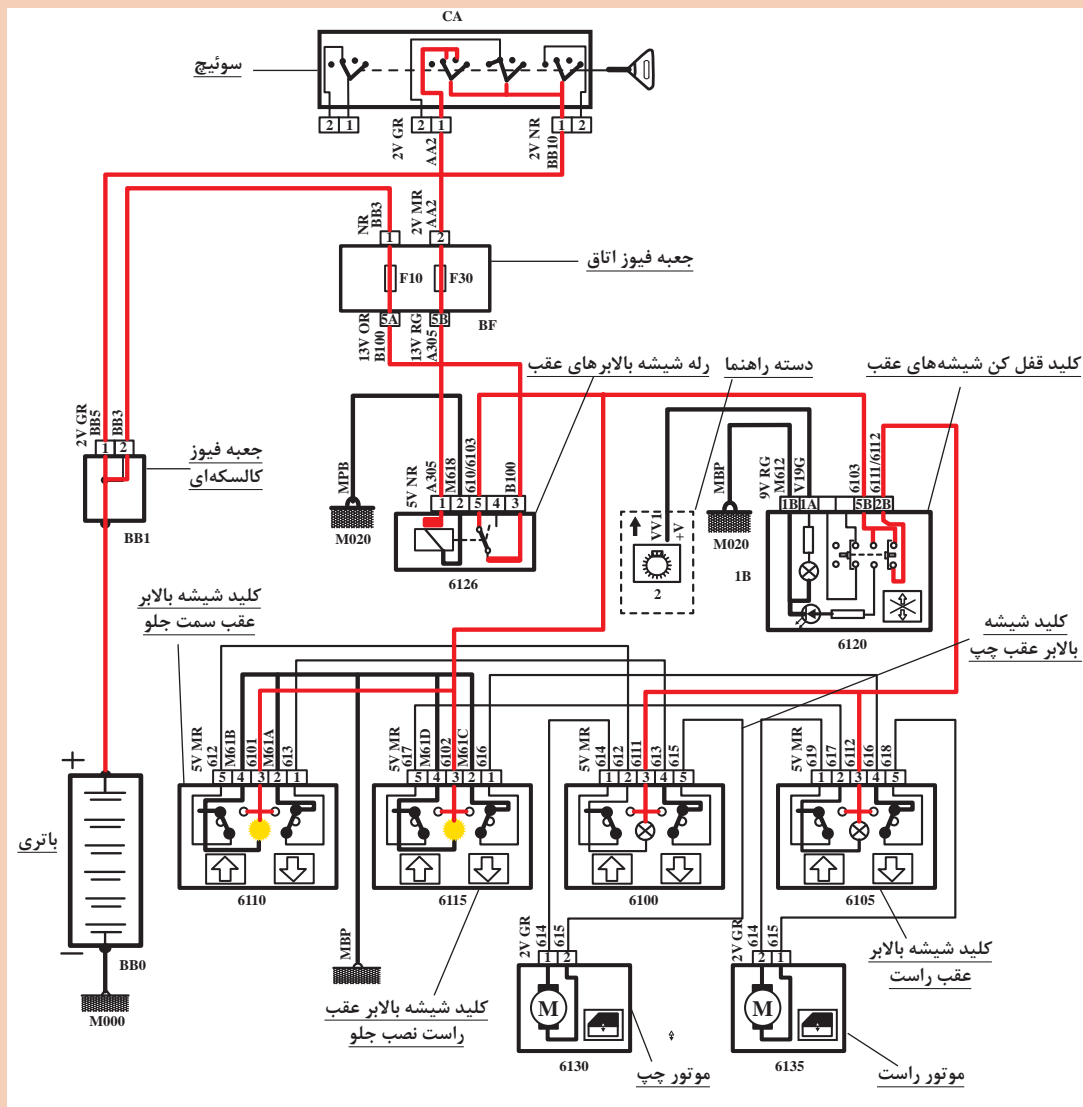 CA
سوئیچ
2 1
2 1
1 2
2V GR
AA2
2V NR
BB10
NR
BB3
2V MR
AA2
1
2
جعبه فیوز اتاق
F10
F30
5A
5B
BF
13V OR
B100
13V RG
A305
رله شیشه بالابرهای عقب
دسته راهنما
کلید قفل کن شیشه‌های عقب
2V GR
BB5
BB3
1 2
جعبه فیوز
کالسکه‌ای
BB1
MPB
M020
5V NR
A305
M618
610/6103
B100
1 2 5 4 3
6126
VV1
+V
2
MBP
M020
9V RG
M612
V19G
6103
6111/6112
1B 1A 5B 2B
1B
6120
کلید شیشه بالابر
عقب سمت جلو
کلید شیشه
بالابر عقب چپ
5V MR
612
M61B
6101
M61A
613
5 4 3 2 1
6110
5V MR
617
M61D
6102
M61C
616
5 4 3 2 1
6115
5V MR
614
612
6111
613
615
1 2 3 4 5
6100
5V MR
619
617
6112
616
618
1 2 3 4 5
6105
+
باتری
−
BB0
M000
MBP
کلید شیشه بالابر عقب
راست نصب جلو
2V GR
614
615
1 2
M
6130
موتور چپ
2V GR
614
615
2 1
M
6135
موتور راست
کلید شیشه بالابر
عقب راست